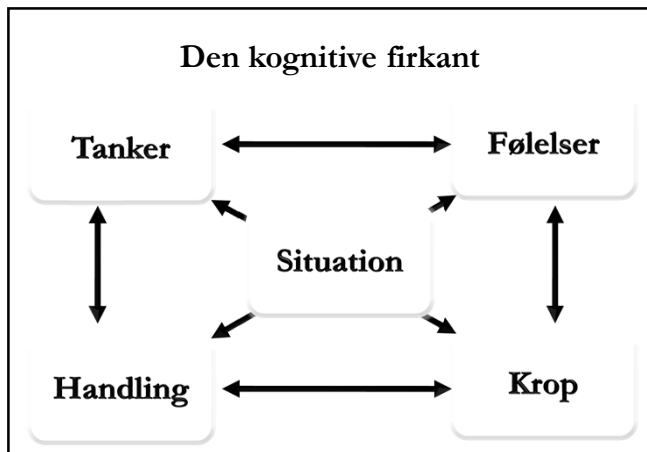 Den kognitive firkant
Tanker
Følelser
Situation
Handling
Krop